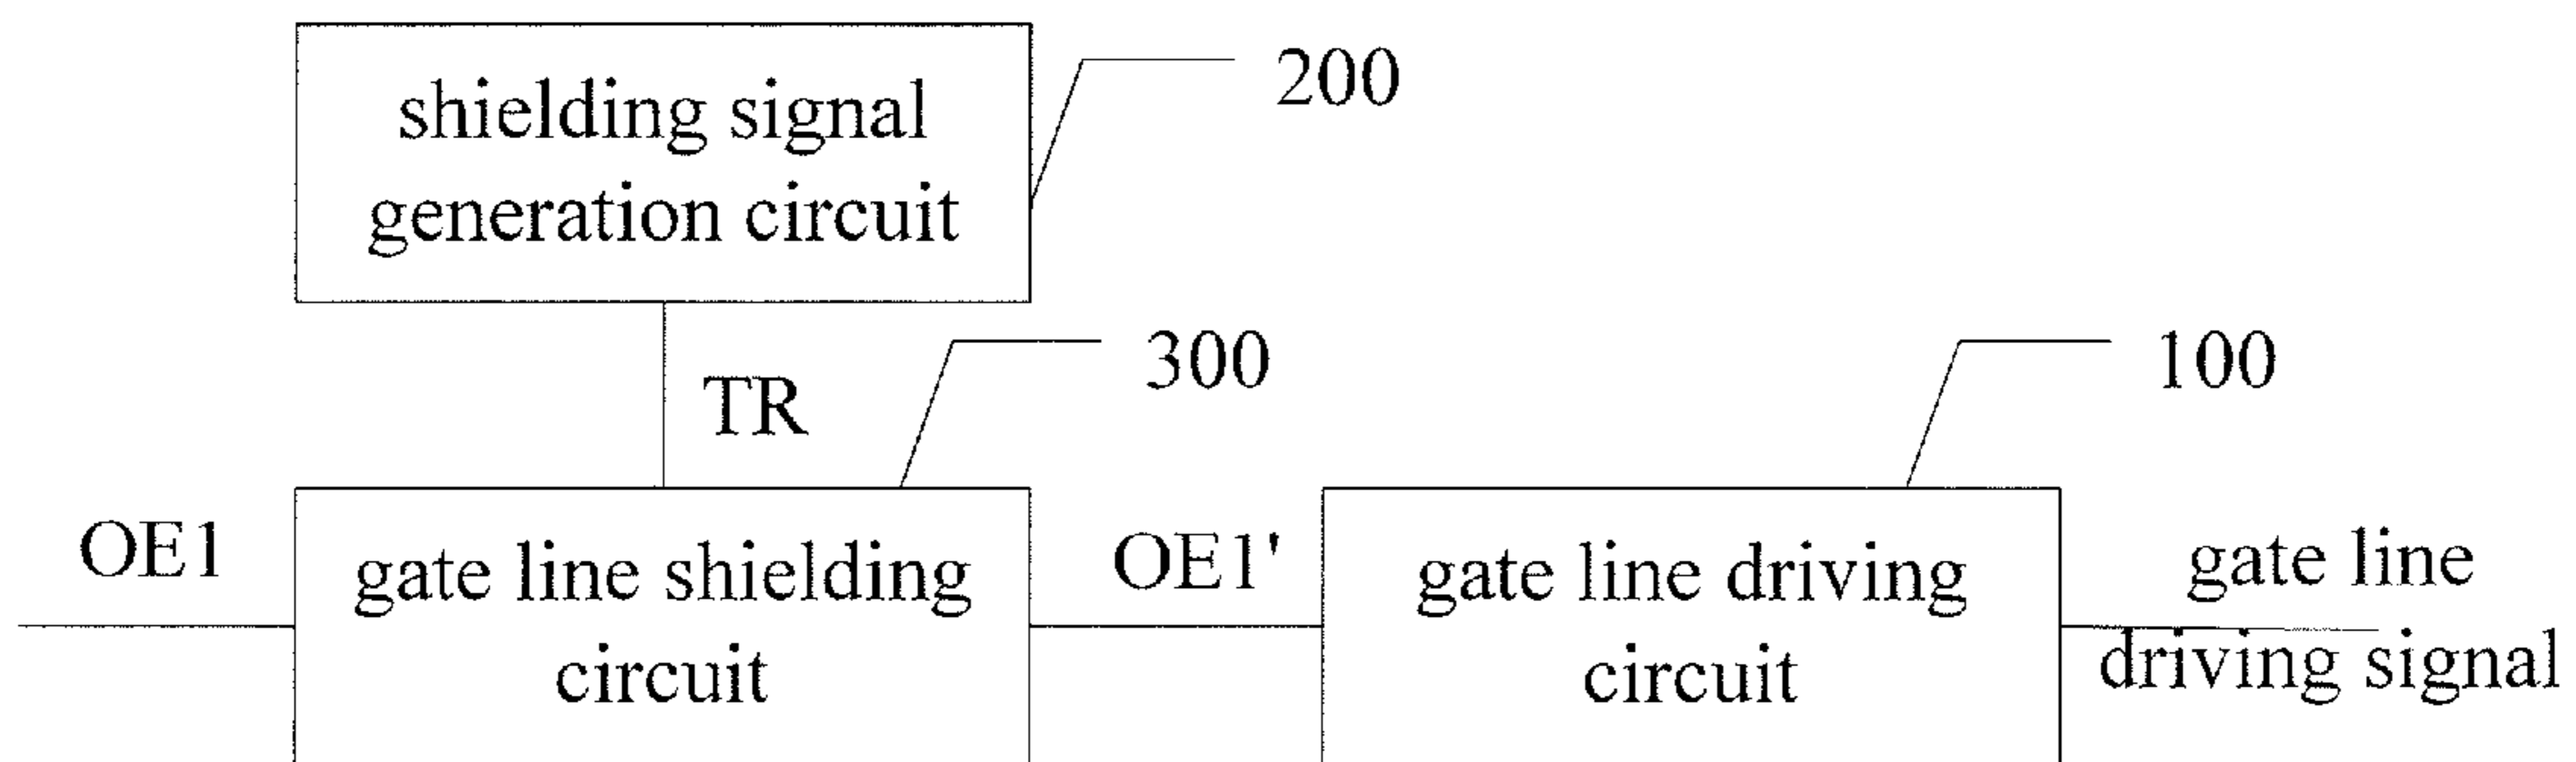 shielding signal
generation circuit
200
TR
300
100
OE1
gate line shielding
circuit
OE1'
gate line driving
circuit
gate line
driving signal